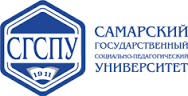 СГСПУ
1911
САМАРСКИЙ
ГОСУДАРСТВЕННЫЙ
СОЦИАЛЬНО-ПЕДАГОГИЧЕСКИЙ
УНИВЕРСИТЕТ